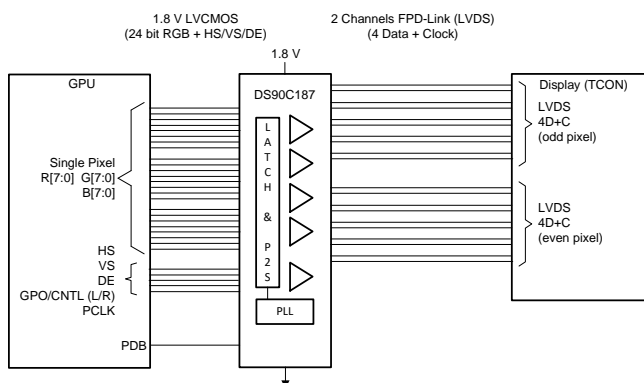 1.8 V LVCMOS
(24 bit RGB + HS/VS/DE)
2 Channels FPD-Link (LVDS)
(4 Data + Clock)
1.8 V
GPU
Single Pixel
R[7:0] G[7:0]
B[7:0]
HS
VS
DE
GPO/CNTL (L/R)
PCLK
PDB
DS90C187
LATCH & P2S
PLL
Display (TCON)
LVDS
4D+C
(odd pixel)
LVDS
4D+C
(even pixel)